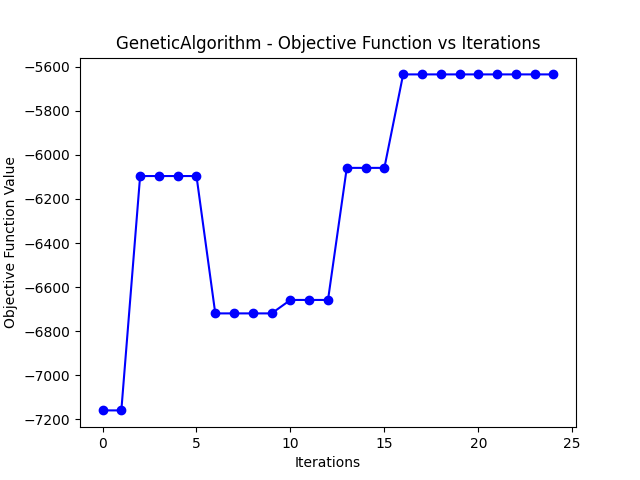 GeneticAlgorithm - Objective Function vs Iterations
Objective Function Value
−5600
−5800
−6000
−6200
−6400
−6600
−6800
−7000
−7200
0 5 10 15 20 25
Iterations